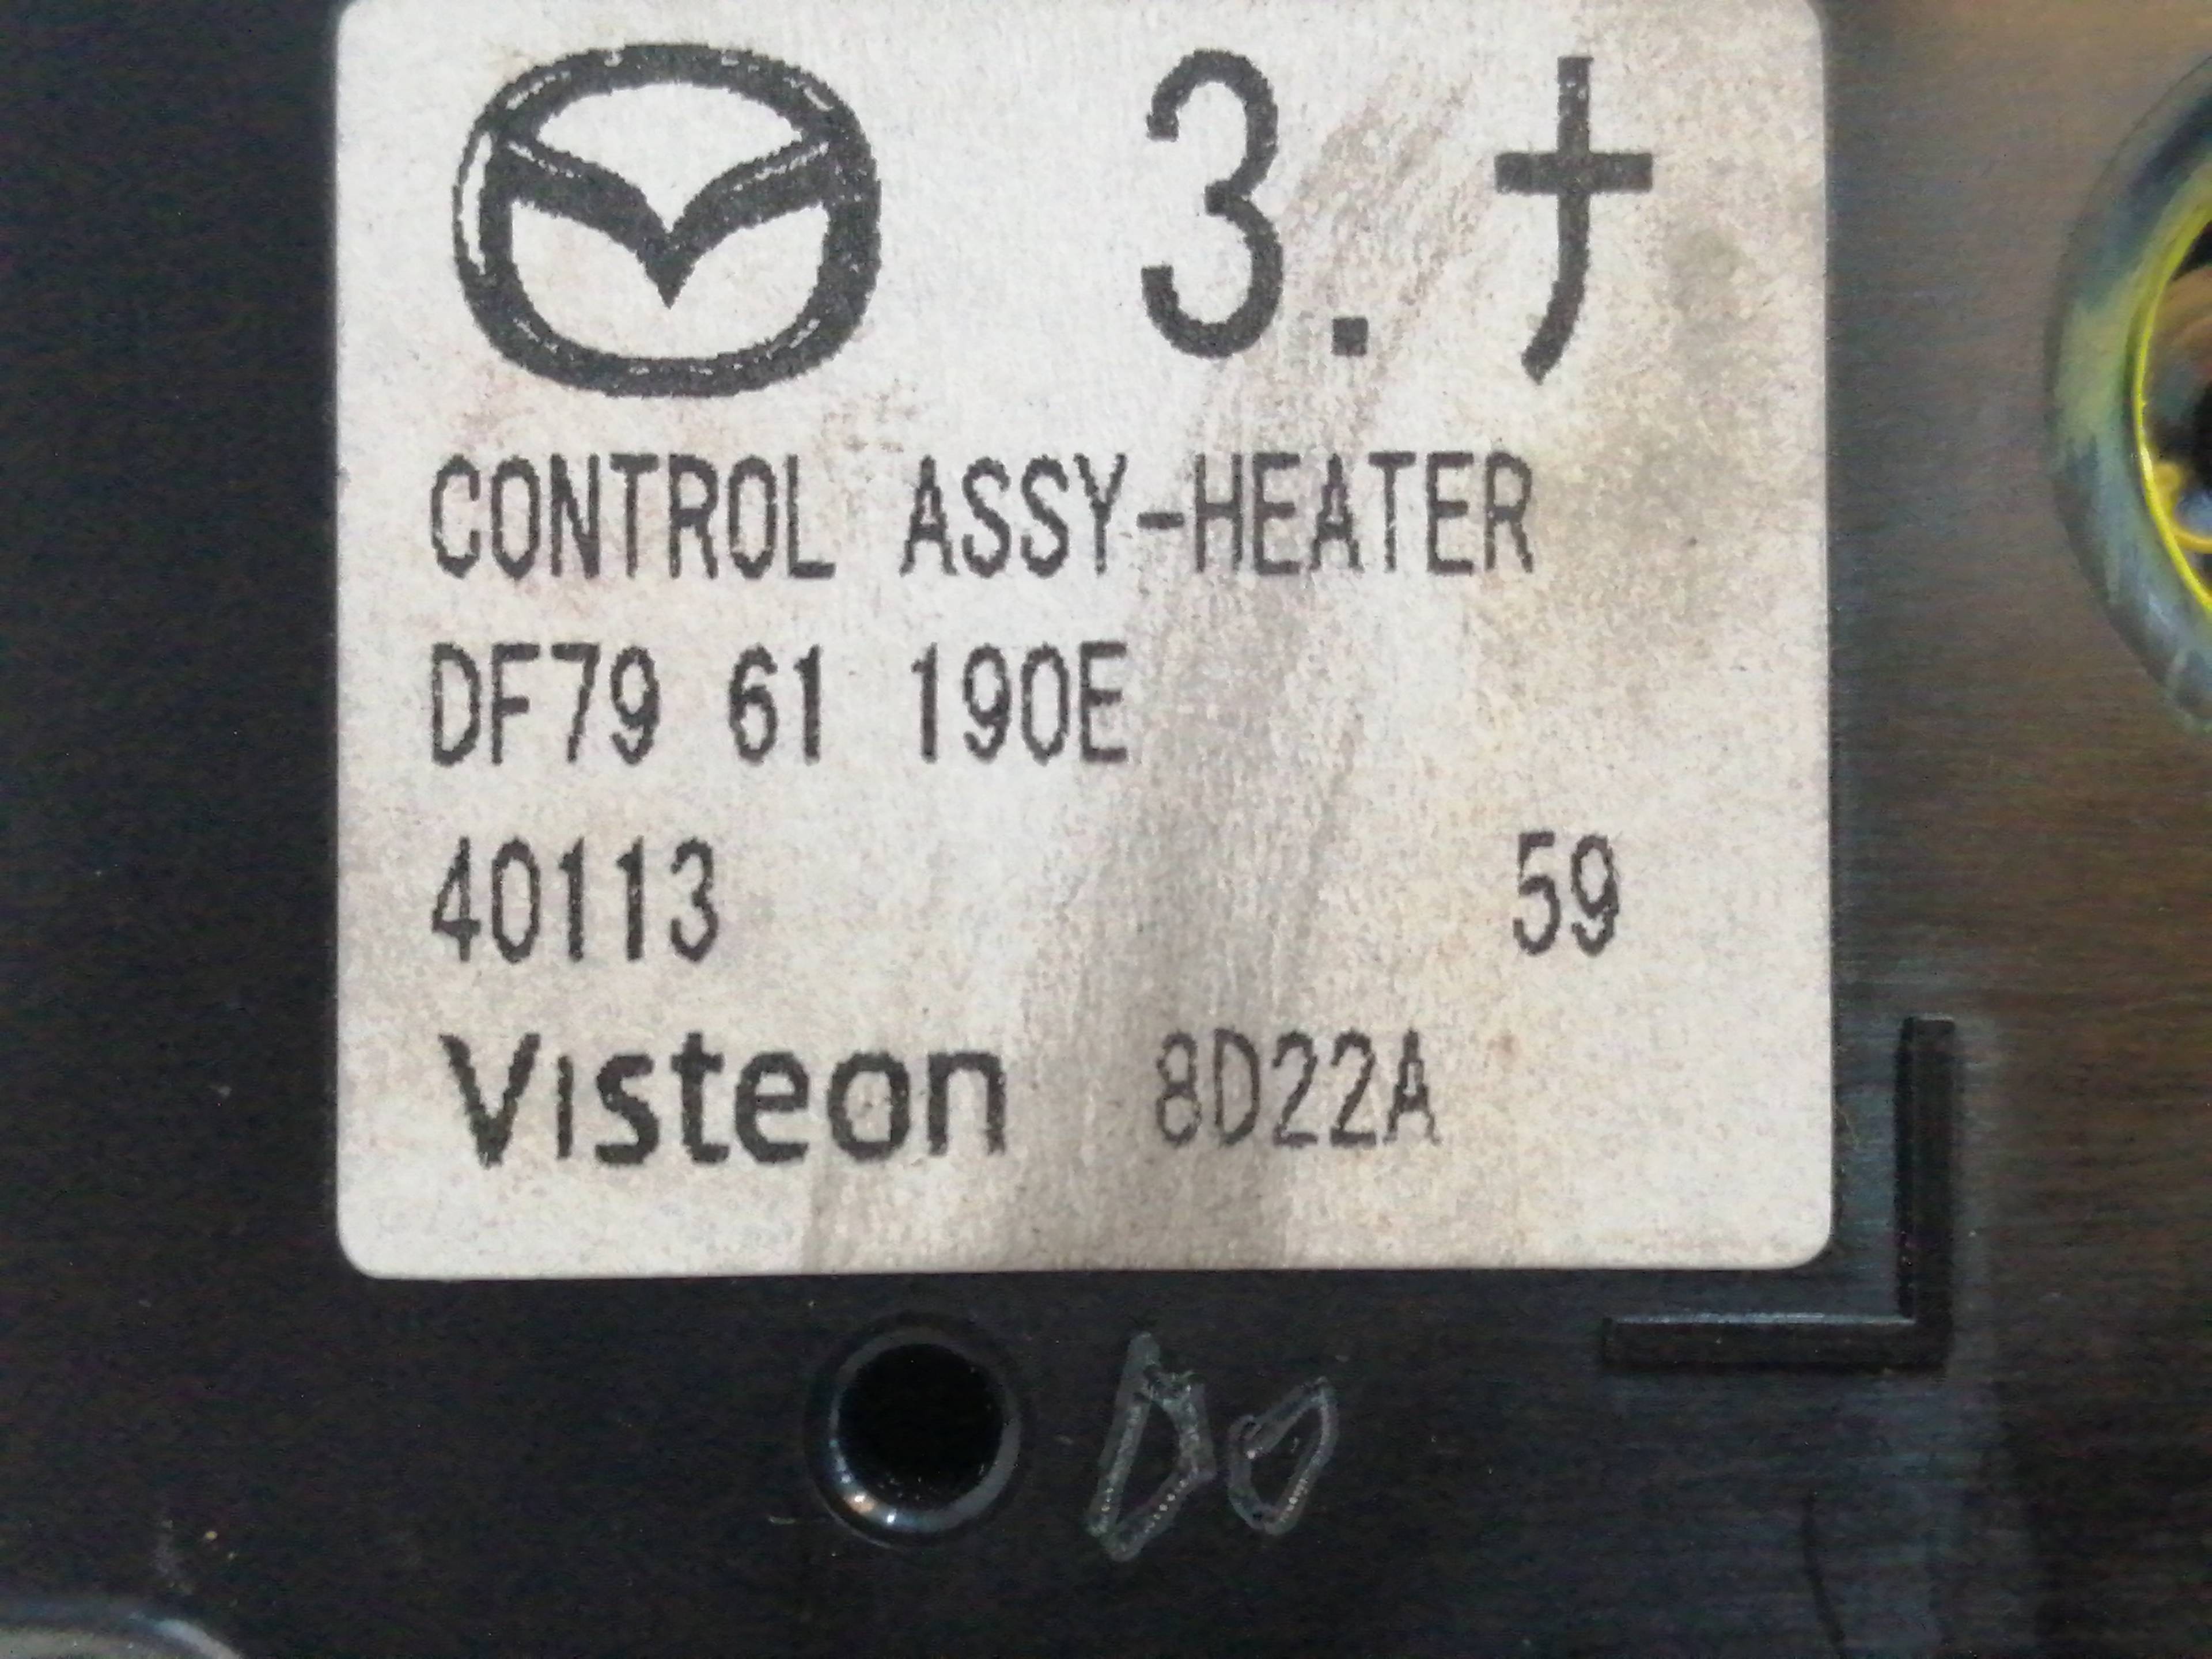 3.ナ
CONTROL ASSY-HEATER
DF79 61 190E
40113 59
Visteon 8D22A